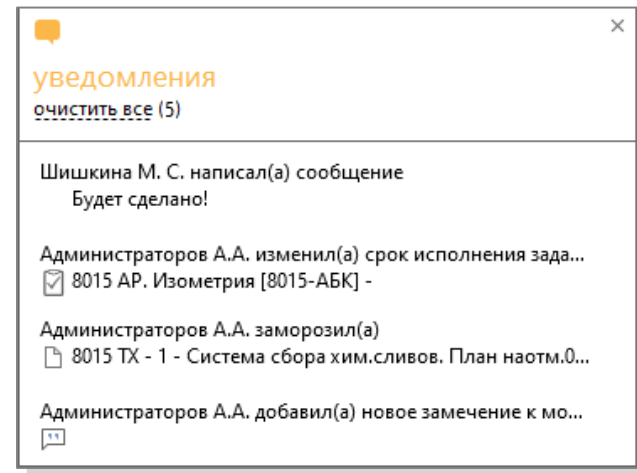 уведомления
очистить все (5)
Шишкина М. С. написал(а) сообщение
Будет сделано!
Администраторов А.А. изменил(а) срок исполнения зада...
8015 АР. Изометрия [8015-АБК] -
Администраторов А.А. заморозил(а)
8015 ТХ - 1 - Система сбора хим.сливов. План наотм.0...
Администраторов А.А. добавил(а) новое замечение к мо...